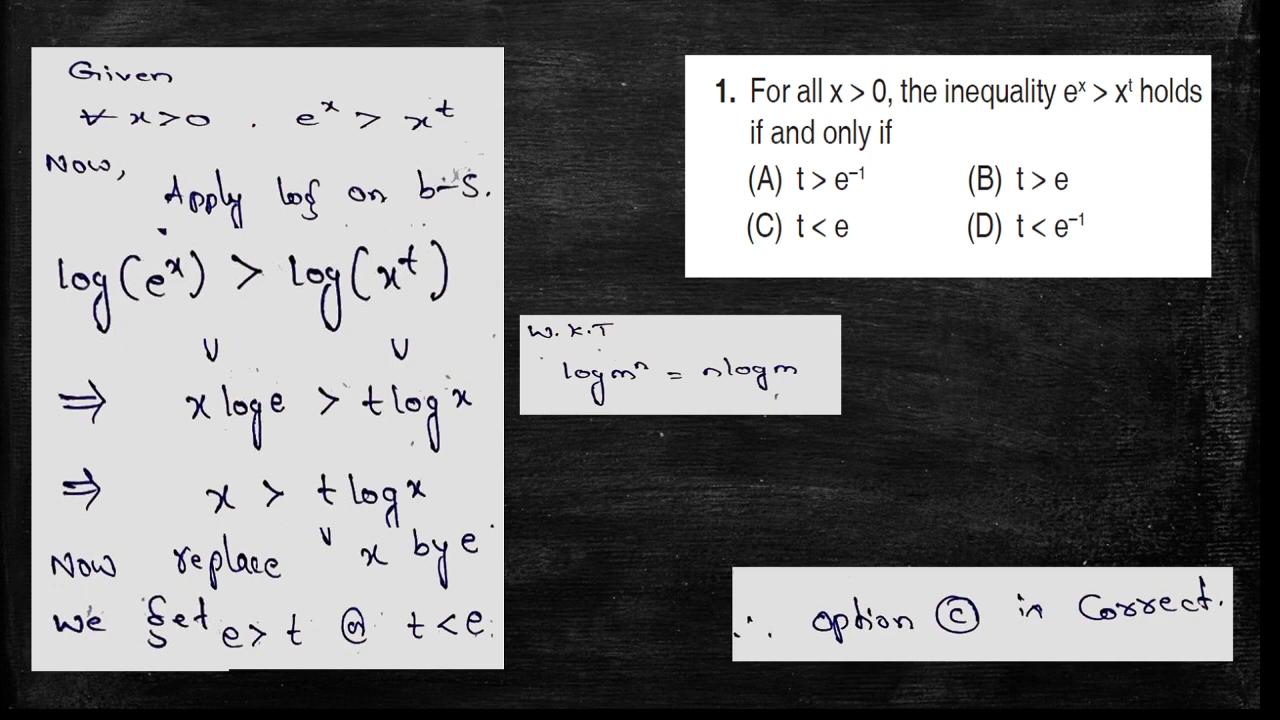 Given
∀ x>0 . eˣ > xᵗ
Now,
Apply log on b-s.
log(eˣ) > log(xᵗ)
⇒ x log e > t log x
⇒ x > t log x
Now replace x by e
we get e > t @ t < e.
1. For all x > 0, the inequality eˣ > xᵗ holds
if and only if
(A) t > e⁻¹ (B) t > e
(C) t < e (D) t < e⁻¹
W.K.T
log mⁿ = n log m
∴ option Ⓒ is Correct.